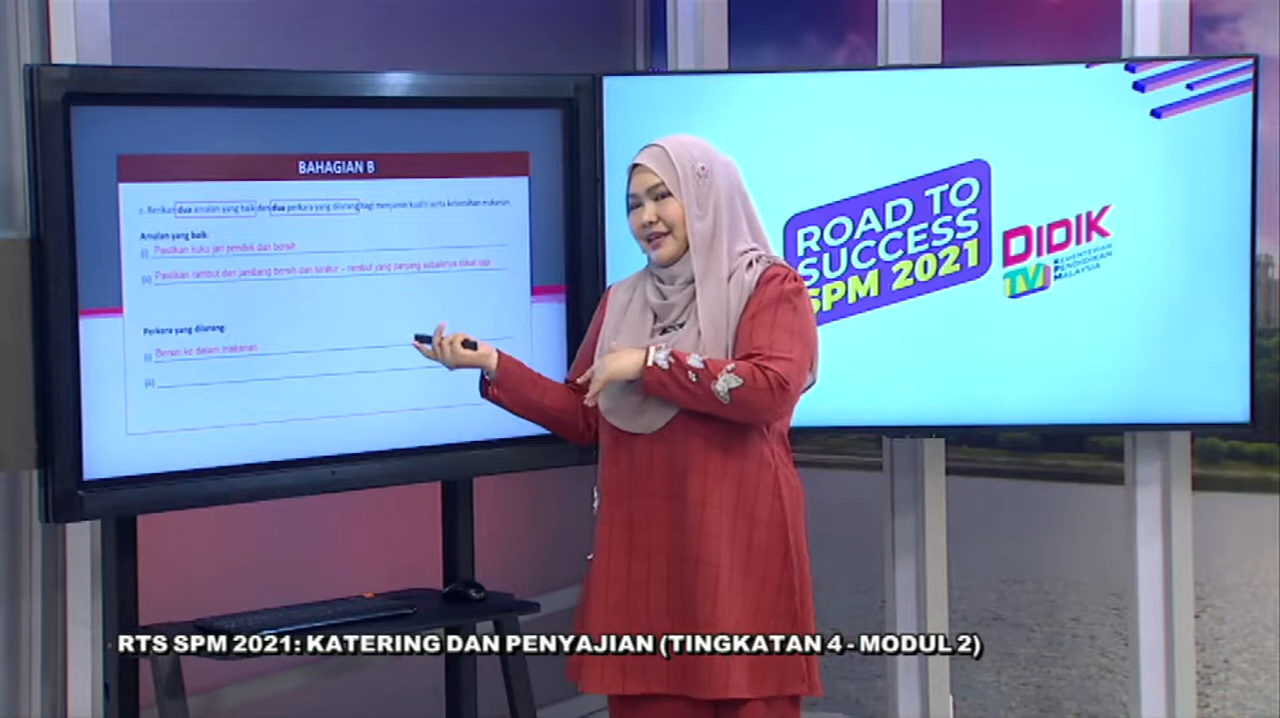 BAHAGIAN B
c. Berikan dua amalan yang baik dan dua perkara yang dilarang bagi menjamin kualiti serta kebersihan makanan.
Amalan yang baik:
(i) Pastikan kuku jari pendek dan bersih
(ii) Pastikan rambut dan jambang bersih dan teratur – rambut yang panjang sebaiknya diikat rapi
Perkara yang dilarang:
(i) Bersin ke dalam makanan
(ii)
ROAD TO
SUCCESS
SPM 2021
DIDIK
TV
KEMENTERIAN
PENDIDIKAN
MALAYSIA
RTS SPM 2021: KATERING DAN PENYAJIAN (TINGKATAN 4 - MODUL 2)